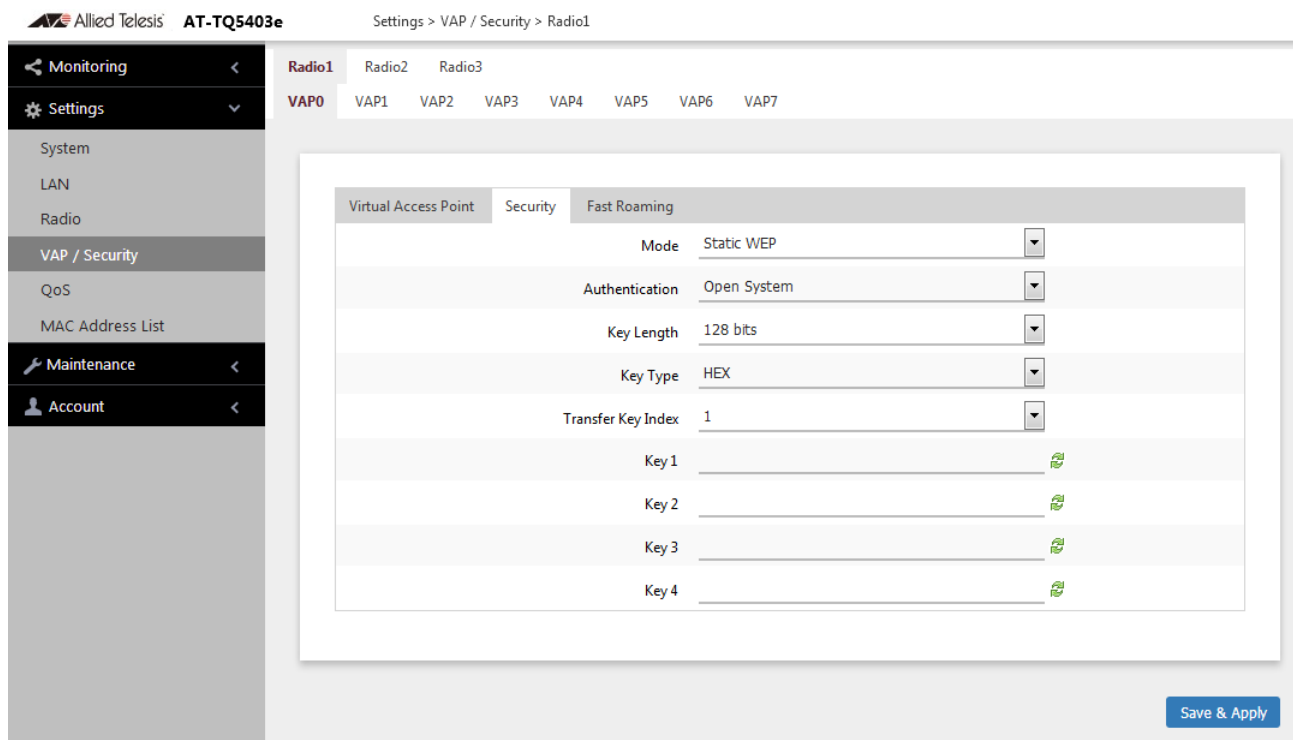 Allied Telesis AT-TQ5403e Settings > VAP / Security > Radio1
Monitoring
Settings
System
LAN
Radio
VAP / Security
QoS
MAC Address List
Maintenance
Account
Radio1 Radio2 Radio3
VAP0 VAP1 VAP2 VAP3 VAP4 VAP5 VAP6 VAP7
Virtual Access Point Security Fast Roaming
Mode Static WEP
Authentication Open System
Key Length 128 bits
Key Type HEX
Transfer Key Index 1
Key 1
Key 2
Key 3
Key 4
Save & Apply